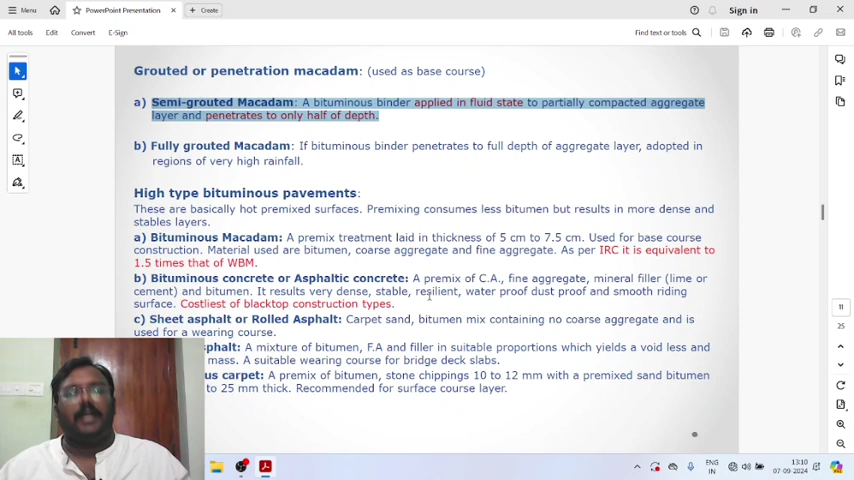 Menu
PowerPoint Presentation
Create
Sign in
All tools
Edit
Convert
E-Sign
Find text or tools
Grouted or penetration macadam: (used as base course)
a) Semi-grouted Macadam: A bituminous binder applied in fluid state to partially compacted aggregate
layer and penetrates to only half of depth.
b) Fully grouted Macadam: If bituminous binder penetrates to full depth of aggregate layer, adopted in
regions of very high rainfall.
High type bituminous pavements:
These are basically hot premixed surfaces. Premixing consumes less bitumen but results in more dense and
stables layers.
a) Bituminous Macadam: A premix treatment laid in thickness of 5 cm to 7.5 cm. Used for base course
construction. Material used are bitumen, coarse aggregate and fine aggregate. As per IRC it is equivalent to
1.5 times that of WBM.
b) Bituminous concrete or Asphaltic concrete: A premix of C.A., fine aggregate, mineral filler (lime or
cement) and bitumen. It results very dense, stable, resilient, water proof dust proof and smooth riding
surface. Costliest of blacktop construction types.
c) Sheet asphalt or Rolled Asphalt: Carpet sand, bitumen mix containing no coarse aggregate and is
used for a wearing course.
sphalt: A mixture of bitumen, F.A and filler in suitable proportions which yields a void less and
mass. A suitable wearing course for bridge deck slabs.
us carpet: A premix of bitumen, stone chippings 10 to 12 mm with a premixed sand bitumen
to 25 mm thick. Recommended for surface course layer.
11
25
ENG
IN
13:10
07-09-2024